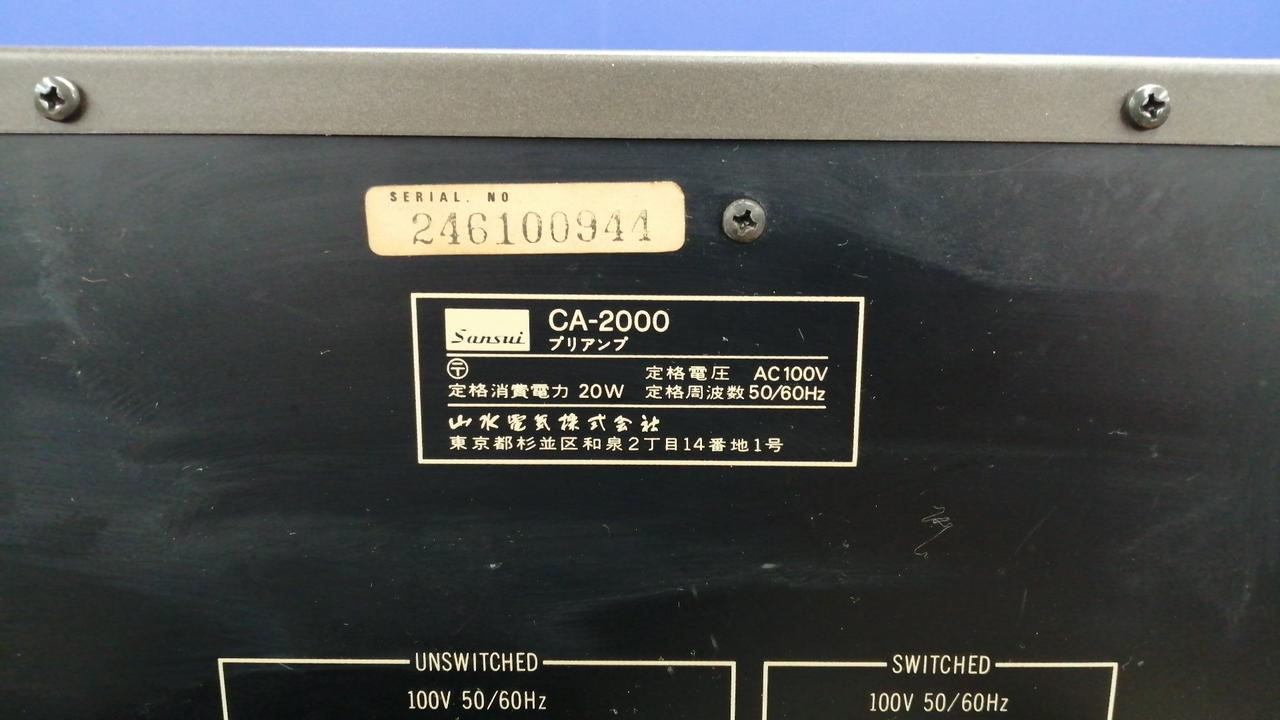 SERIAL. NO
246100944
Sansui
CA-2000
プリアンプ
〒
定格電圧 AC100V
定格消費電力 20W 定格周波数 50/60Hz
山水電気株式会社
東京都杉並区和泉2丁目14番地1号
UNSWITCHED
100V 50/60Hz
SWITCHED
100V 50/60Hz